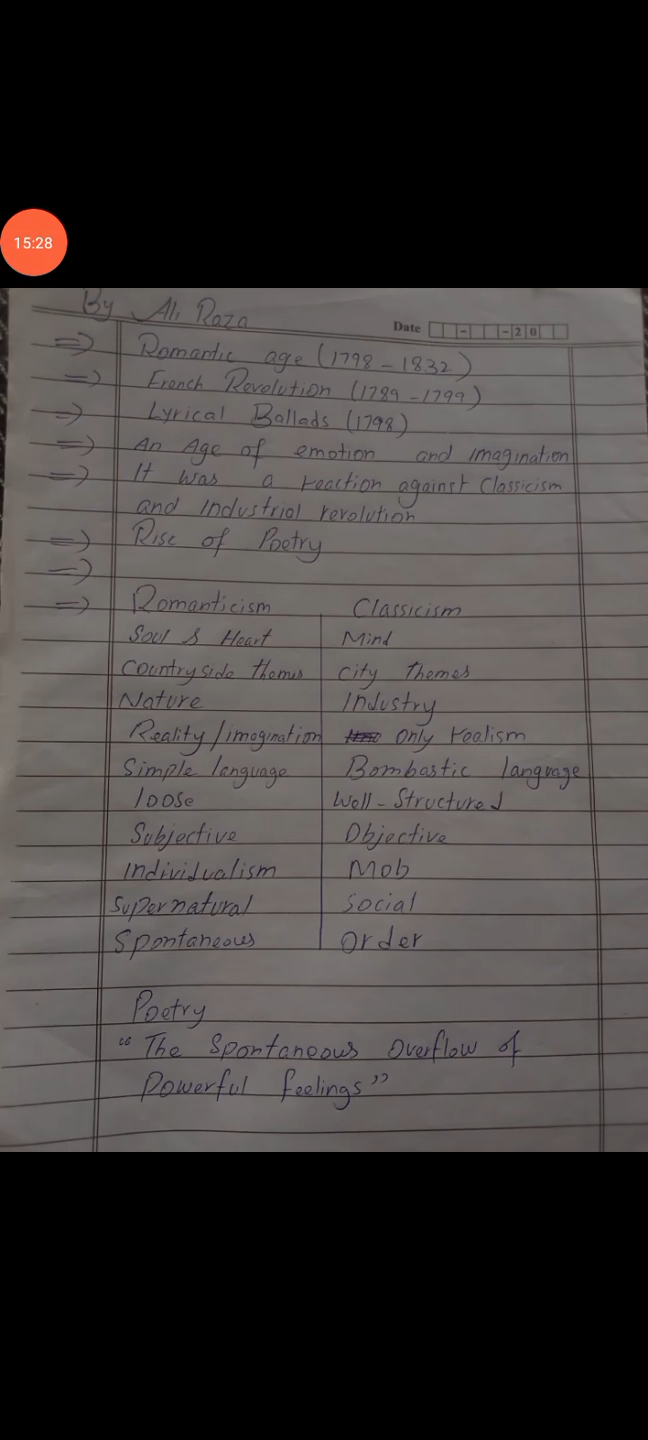 15:28
By Ali Raza
Date - -20
=> Romantic age (1798-1832)
=> French Revolution (1789-1799)
=> Lyrical Ballads (1798)
=> An Age of emotion and imagination
=> It was a reaction against Classicism
and industrial revolution
=> Rise of Poetry
=>
=> Romanticism Classicism
Soul & Heart Mind
Countryside themes City Themes
Nature Industry
Reality/imagination Only realism
Simple language Bombastic language
loose Well-Structured
Subjective Objective
Individualism Mob
Supernatural Social
Spontaneous Order
Poetry
"The Spontaneous Overflow of
Powerful feelings"